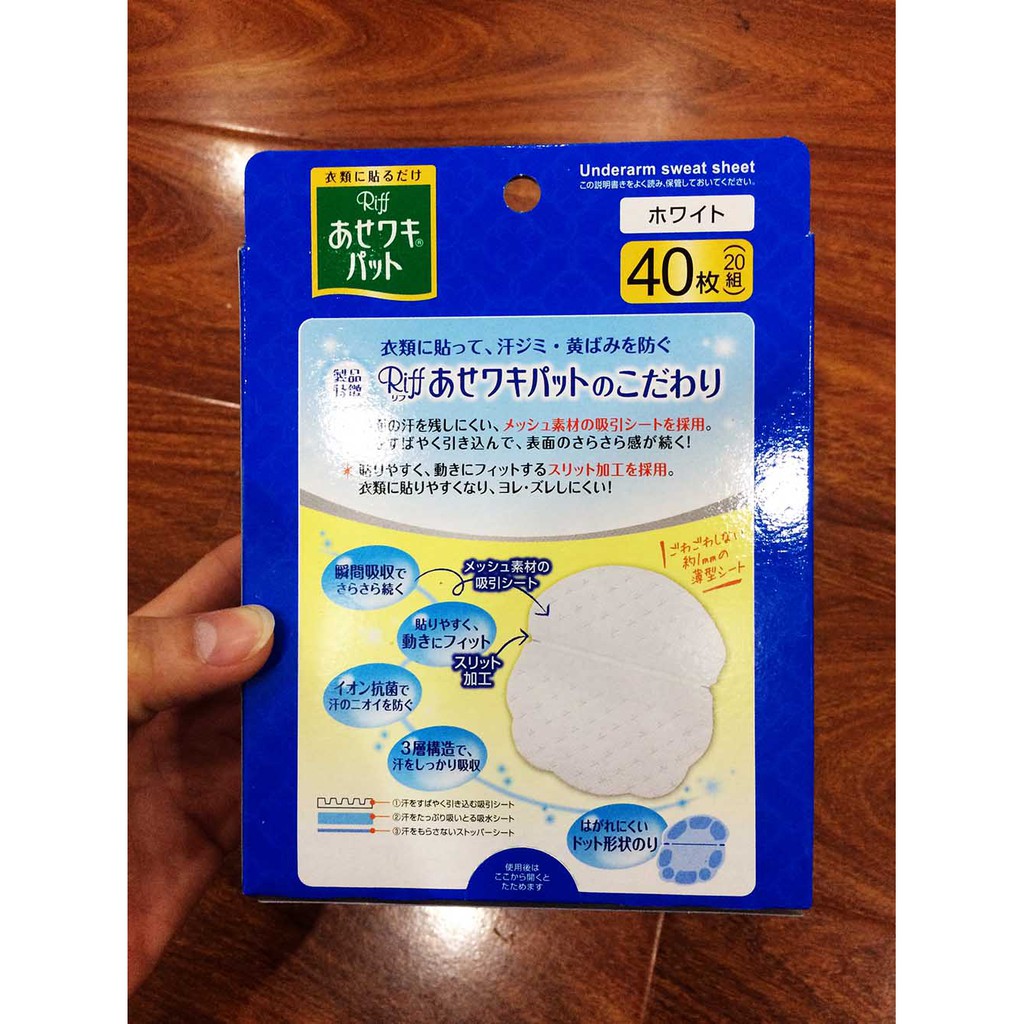 衣類に貼るだけ
Riff
あせワキ®
パット
Underarm sweat sheet
この説明書きをよく読み、保管しておいてください。
ホワイト
40枚(20組)
衣類に貼って、汗ジミ・黄ばみを防ぐ
製品
特徴
Riffあせワキパットのこだわり
リフ
の汗を残しにくい、メッシュ素材の吸引シートを採用。
すばやく引き込んで、表面のさらさら感が続く!
貼りやすく、動きにフィットするスリット加工を採用。
衣類に貼りやすくなり、ヨレ・ズレしにくい!
ごわごわしない
約1mmの
薄型シート
瞬間吸収で
さらさら続く
メッシュ素材の
吸引シート
貼りやすく、
動きにフィット
スリット
加工
イオン抗菌で
汗のニオイを防ぐ
3層構造で、
汗をしっかり吸収
①汗をすばやく引き込む吸引シート
②汗をたっぷり吸いとる吸水シート
③汗をもらさないストッパーシート
はがれにくい
ドット形状のり
使用後は
ここから開くと
たためます